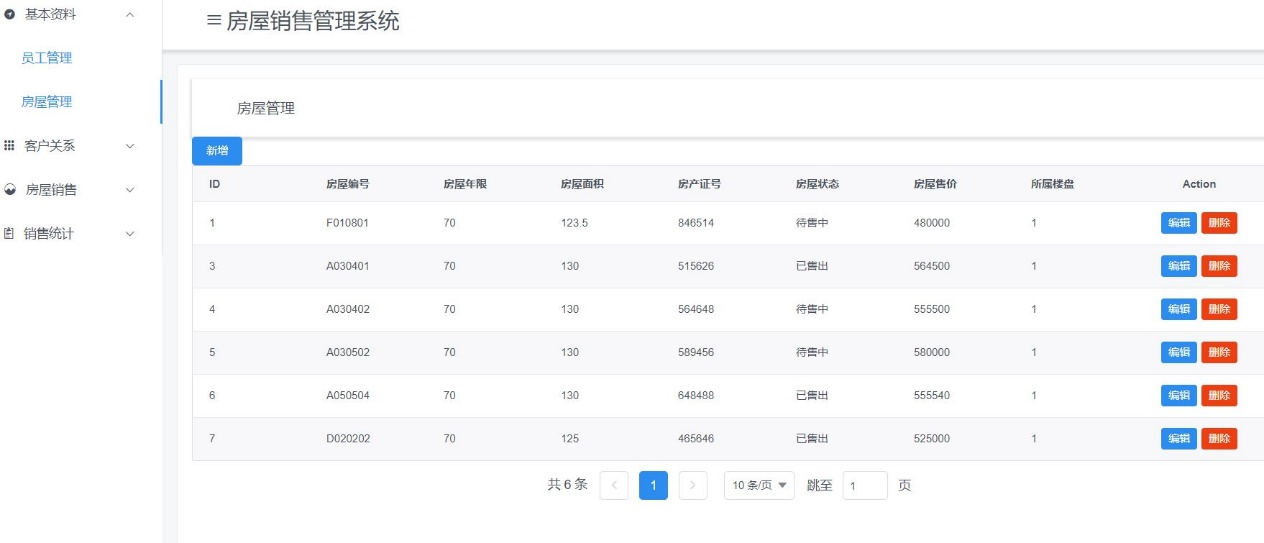 基本资料
员工管理
房屋管理
客户关系
房屋销售
销售统计
房屋销售管理系统
房屋管理
新增
ID 房屋编号 房屋年限 房屋面积 房产证号 房屋状态 房屋售价 所属楼盘 Action
1 F010801 70 123.5 846514 待售中 480000 1 编辑 删除
3 A030401 70 130 515626 已售出 564500 1 编辑 删除
4 A030402 70 130 564648 待售中 555500 1 编辑 删除
5 A030502 70 130 589456 待售中 580000 1 编辑 删除
6 A050504 70 130 648488 已售出 555540 1 编辑 删除
7 D020202 70 125 465646 已售出 525000 1 编辑 删除
共 6 条 1 10 条/页 跳至 1 页